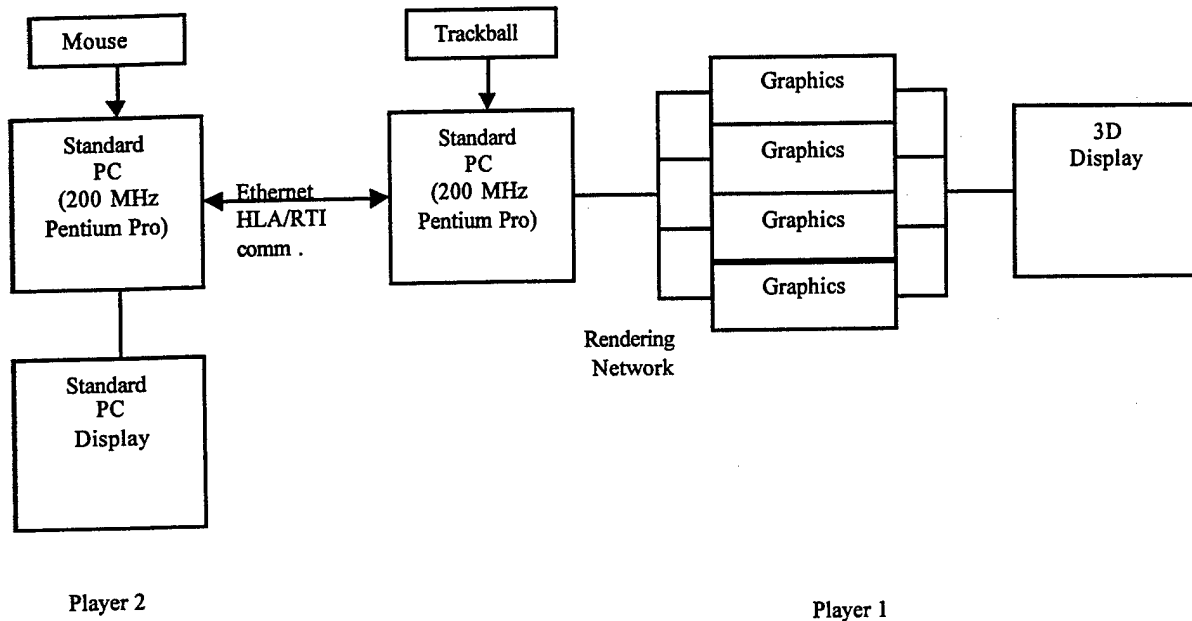 Mouse
Trackball
Standard
PC
(200 MHz
Pentium Pro)
Ethernet
HLA/RTI
comm .
Standard
PC
(200 MHz
Pentium Pro)
Graphics
Graphics
Graphics
Graphics
3D
Display
Rendering
Network
Standard
PC
Display
Player 2
Player 1